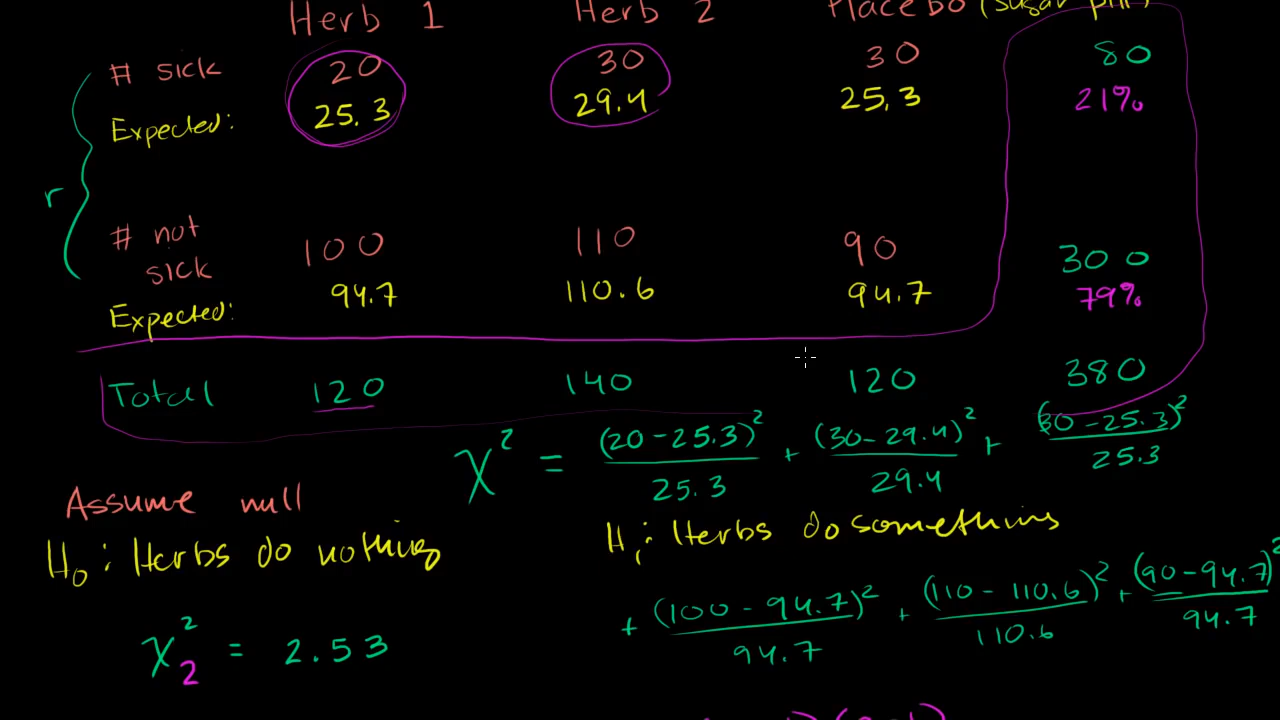 Herb 1 Herb 2 Placebo (sugar pill)
# sick 20 30 30 80
Expected: 25.3 29.4 25.3 21%
r
# not 100 110 90 300
sick
Expected: 94.7 110.6 94.7 79%
Total 120 140 120 380
χ² = (20-25.3)²/25.3 + (30-29.4)²/29.4 + (30-25.3)²/25.3
Assume null
H₀: Herbs do nothing H₁: Herbs do something
+ (100-94.7)²/94.7 + (110-110.6)²/110.6 + (90-94.7)²/94.7
χ²₂ = 2.53